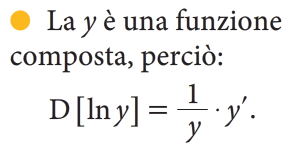 La y è una funzione
composta, perciò:
D[ln y] = 1/y · y′.